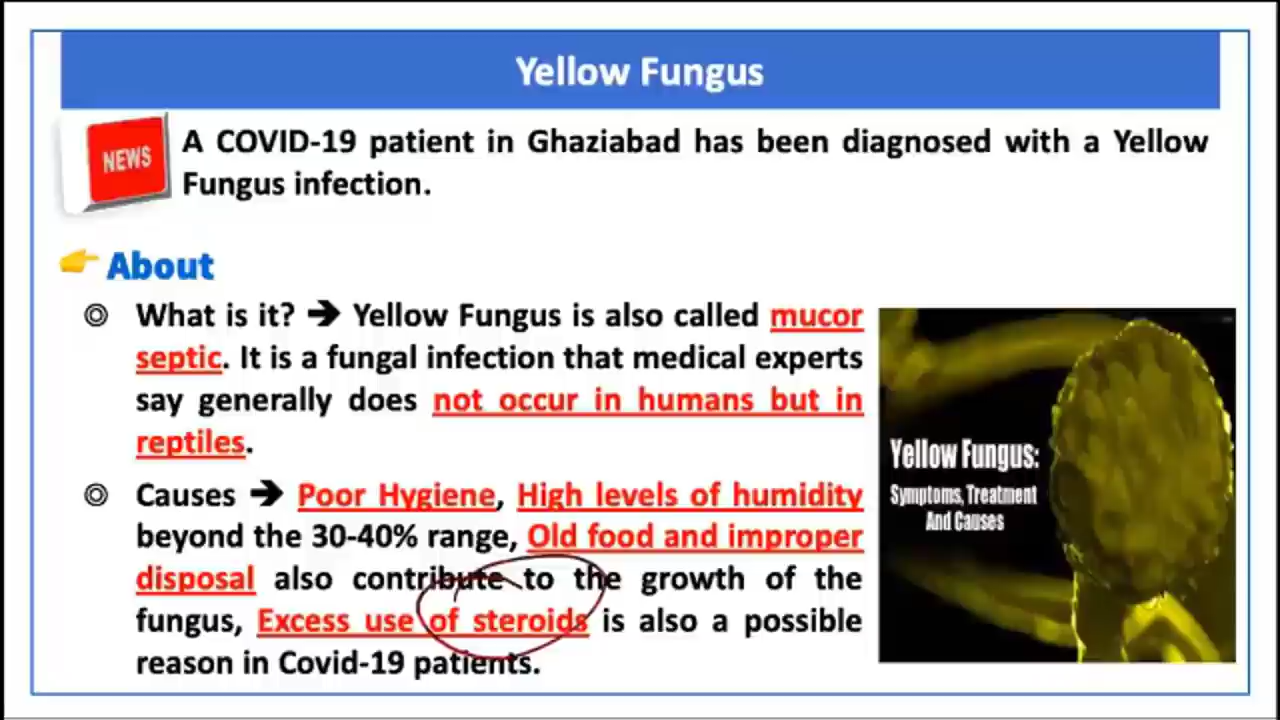 Yellow Fungus
NEWS
A COVID-19 patient in Ghaziabad has been diagnosed with a Yellow
Fungus infection.
About
What is it? ➔ Yellow Fungus is also called mucor
septic. It is a fungal infection that medical experts
say generally does not occur in humans but in
reptiles.
Causes ➔ Poor Hygiene, High levels of humidity
beyond the 30-40% range, Old food and improper
disposal also contribute to the growth of the
fungus, Excess use of steroids is also a possible
reason in Covid-19 patients.
Yellow Fungus:
Symptoms, Treatment
And Causes